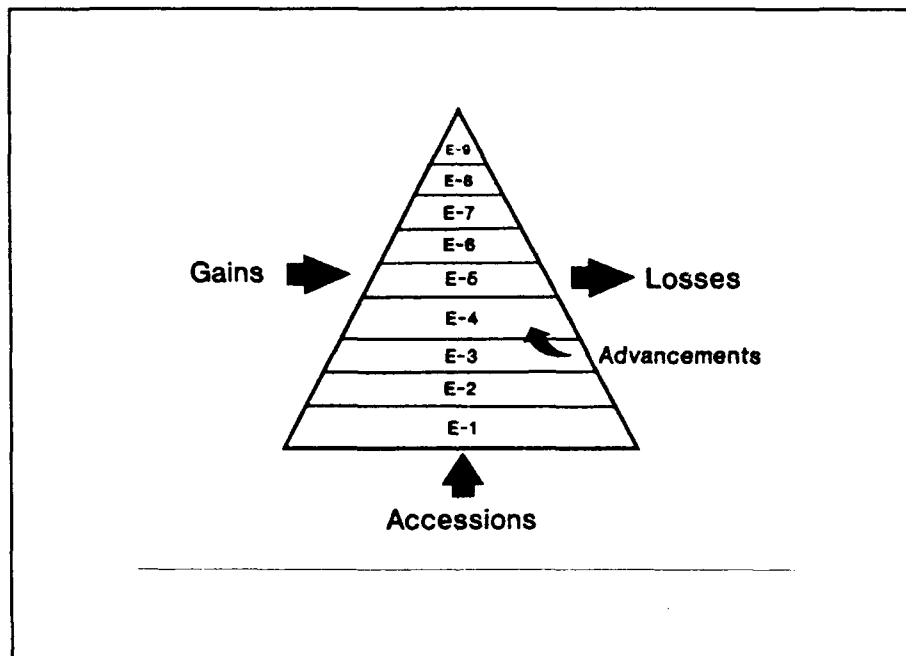 E-9
E-8
E-7
E-6
Gains
E-5
Losses
E-4
E-3
Advancements
E-2
E-1
Accessions